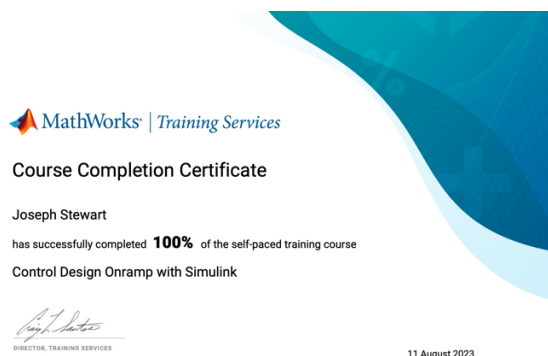 MathWorks® | Training Services
Course Completion Certificate
Joseph Stewart
has successfully completed 100% of the self-paced training course
Control Design Onramp with Simulink
DIRECTOR, TRAINING SERVICES
11 August 2023